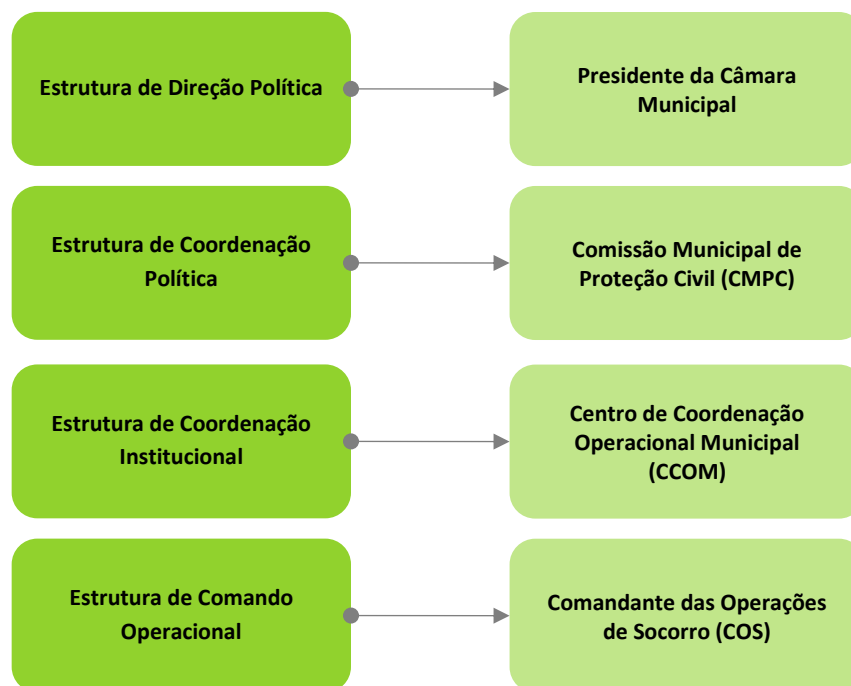 Estrutura de Direção Política
Presidente da Câmara
Municipal
Estrutura de Coordenação
Política
Comissão Municipal de
Proteção Civil (CMPC)
Estrutura de Coordenação
Institucional
Centro de Coordenação
Operacional Municipal
(CCOM)
Estrutura de Comando
Operacional
Comandante das Operações
de Socorro (COS)